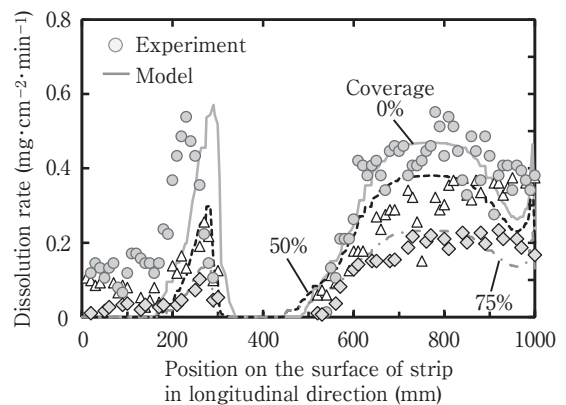 0.8
0.6
0.4
0.2
0
Dissolution rate (mg·cm⁻²·min⁻¹)
Experiment
Model
Coverage
0%
50%
75%
0 200 400 600 800 1000
Position on the surface of strip
in longitudinal direction (mm)